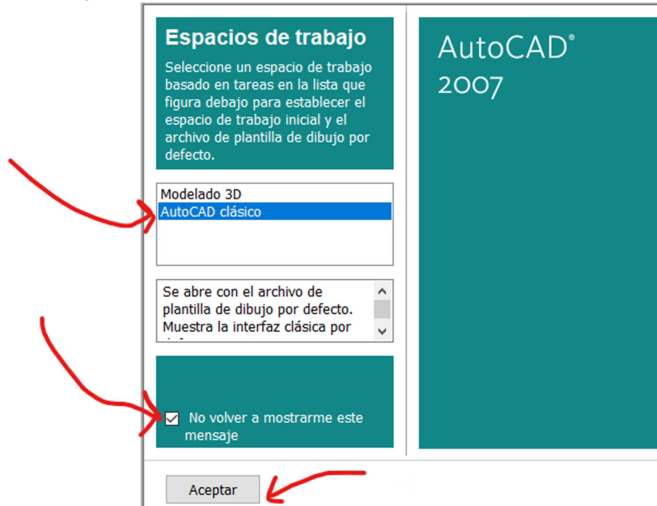 Espacios de trabajo
Seleccione un espacio de trabajo
basado en tareas en la lista que
figura debajo para establecer el
espacio de trabajo inicial y el
archivo de plantilla de dibujo por
defecto.
Modelado 3D
AutoCAD clásico
Se abre con el archivo de
plantilla de dibujo por defecto.
Muestra la interfaz clásica por
No volver a mostrarme este
mensaje
Aceptar
AutoCAD®
2007